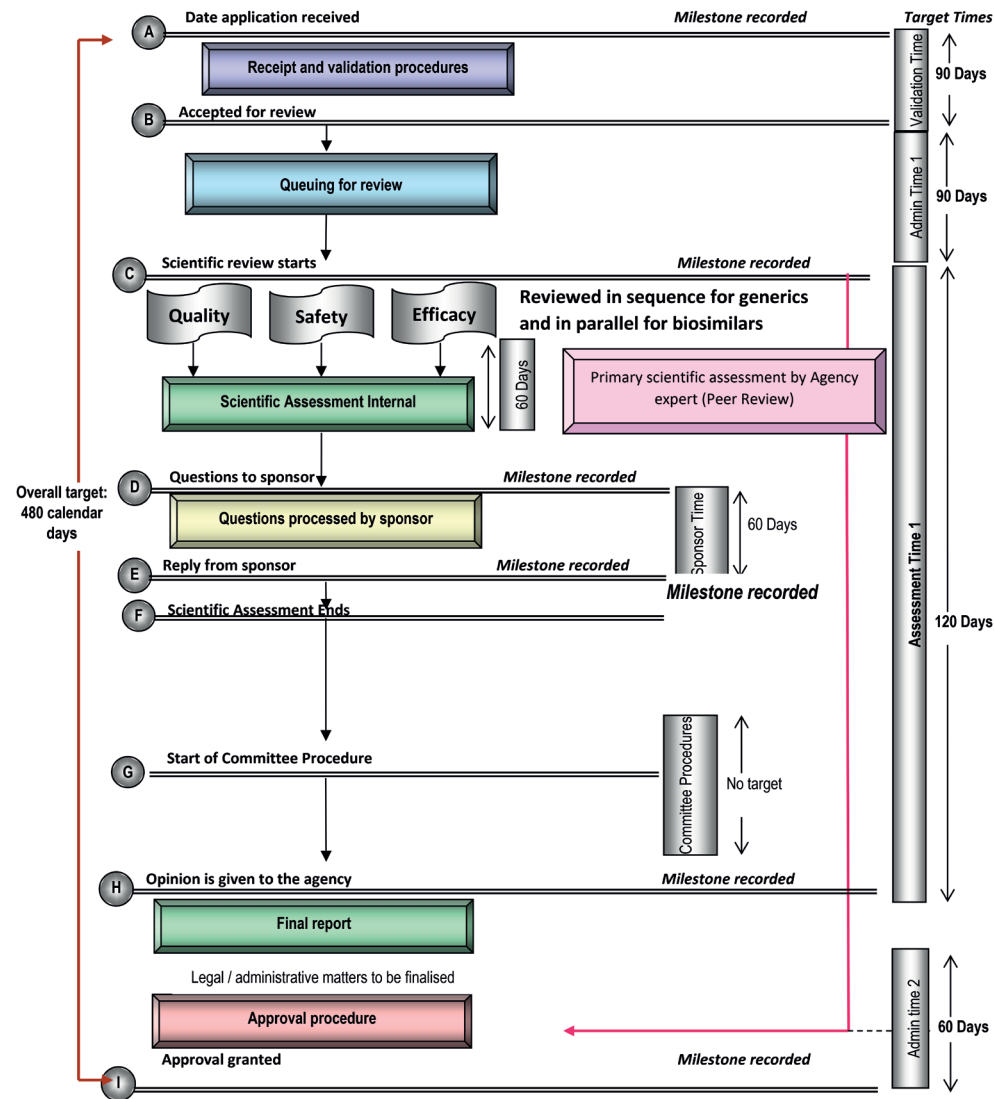 Date application received
Milestone recorded
Target Times
A
Receipt and validation procedures
Validation Time
90 Days
Accepted for review
B
Queuing for review
Admin Time 1
90 Days
Scientific review starts
Milestone recorded
C
Quality
Safety
Efficacy
Reviewed in sequence for generics
and in parallel for biosimilars
60 Days
Primary scientific assessment by Agency
expert (Peer Review)
Scientific Assessment Internal
Questions to sponsor
Milestone recorded
D
Overall target:
480 calendar
days
Questions processed by sponsor
Sponsor Time
60 Days
Reply from sponsor
Milestone recorded
E
Milestone recorded
Scientific Assessment Ends
F
Assessment Time 1
120 Days
Start of Committee Procedure
G
Committee Procedures
No target
Opinion is given to the agency
Milestone recorded
H
Final report
Legal / administrative matters to be finalised
Approval procedure
Admin time 2
60 Days
Approval granted
Milestone recorded
I